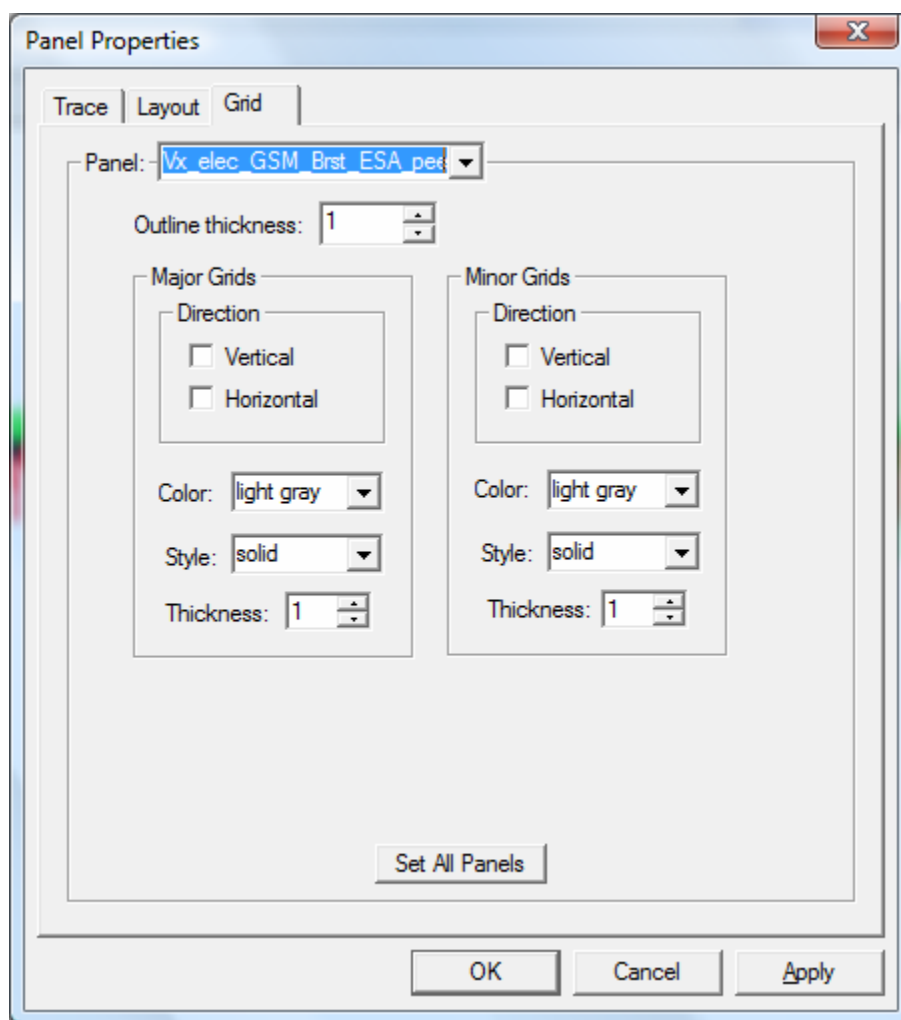 Panel Properties
Trace Layout Grid
Panel: Vx_elec_GSM_Brst_ESA_pee
Outline thickness: 1
Major Grids Minor Grids
Direction Direction
Vertical Vertical
Horizontal Horizontal
Color: light gray Color: light gray
Style: solid Style: solid
Thickness: 1 Thickness: 1
Set All Panels
OK Cancel Apply